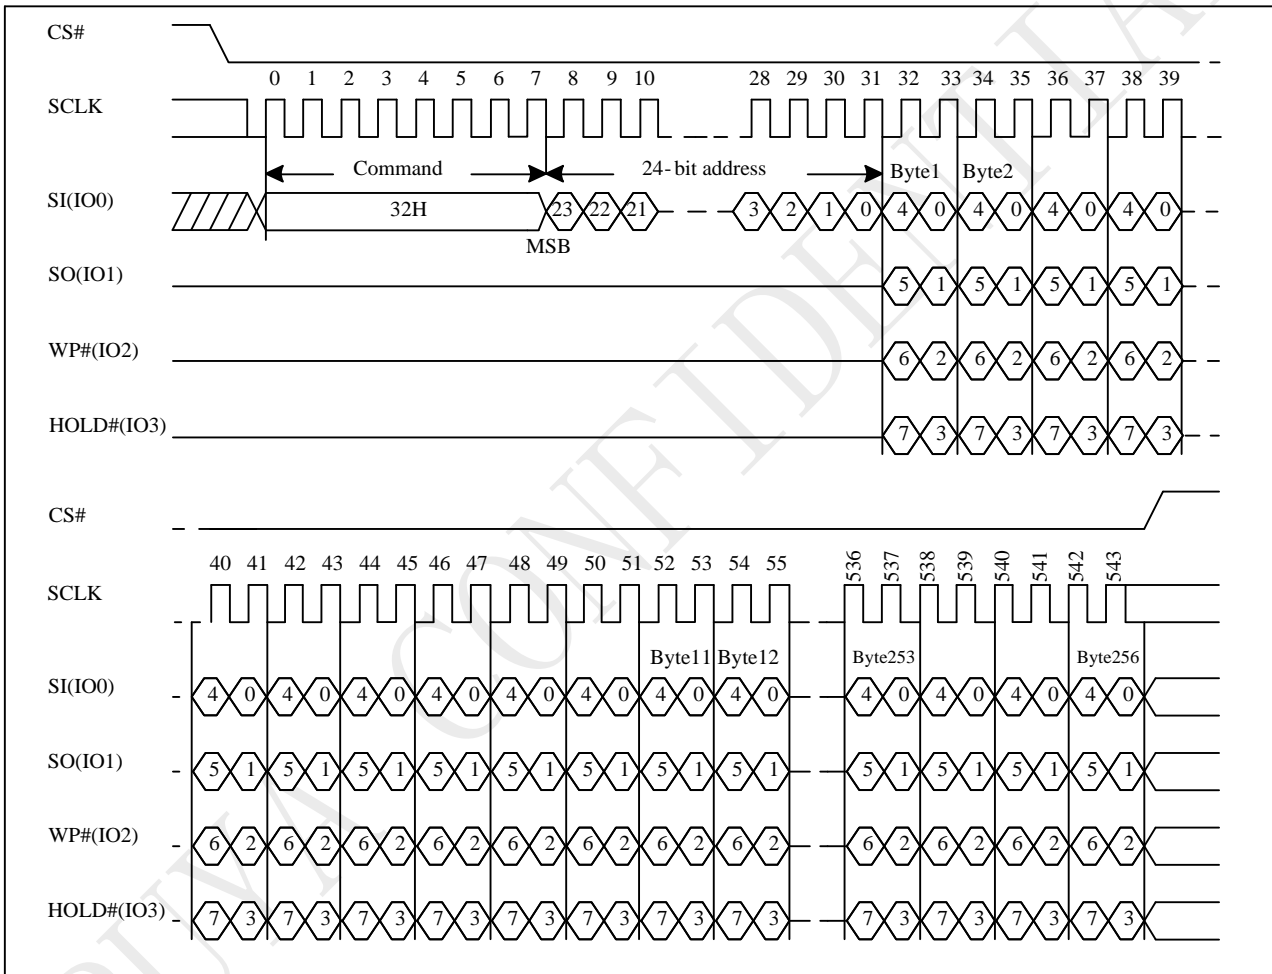 CS#
0 1 2 3 4 5 6 7 8 9 10 28 29 30 31 32 33 34 35 36 37 38 39
SCLK
Command 24-bit address Byte1 Byte2
SI(IO0) 32H 23 22 21 3 2 1 0 4 0 4 0 4 0 4 0
MSB
SO(IO1) 5 1 5 1 5 1 5 1
WP#(IO2) 6 2 6 2 6 2 6 2
HOLD#(IO3) 7 3 7 3 7 3 7 3
CS#
40 41 42 43 44 45 46 47 48 49 50 51 52 53 54 55 536 537 538 539 540 541 542 543
SCLK
Byte11 Byte12 Byte253 Byte256
SI(IO0) 4 0 4 0 4 0 4 0 4 0 4 0 4 0 4 0 4 0 4 0 4 0 4 0
SO(IO1) 5 1 5 1 5 1 5 1 5 1 5 1 5 1 5 1 5 1 5 1 5 1 5 1
WP#(IO2) 6 2 6 2 6 2 6 2 6 2 6 2 6 2 6 2 6 2 6 2 6 2 6 2
HOLD#(IO3) 7 3 7 3 7 3 7 3 7 3 7 3 7 3 7 3 7 3 7 3 7 3 7 3
PUYA CONFIDENTIAL